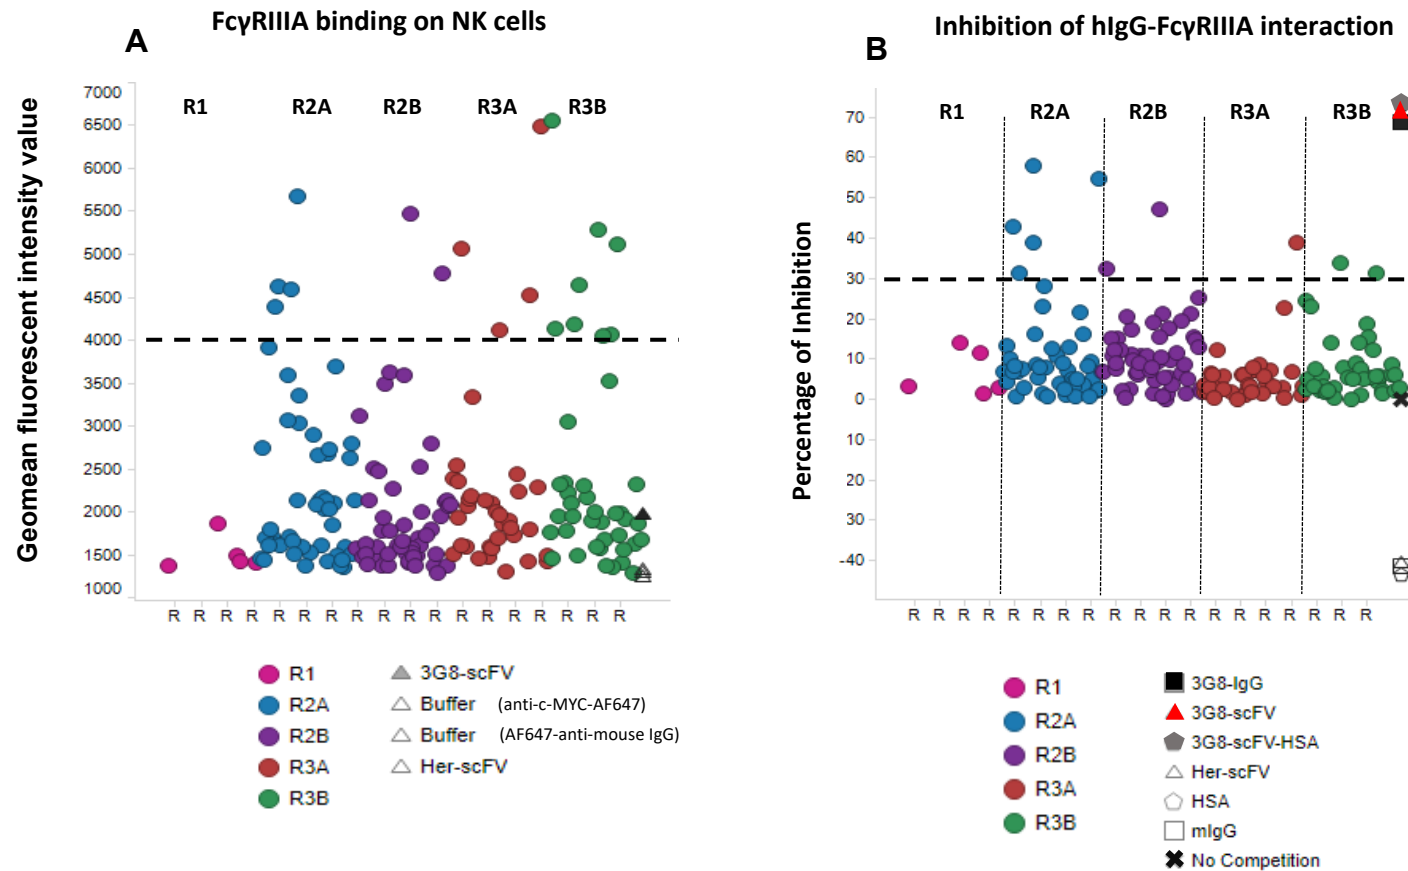 FcγRIIIA binding on NK cells
A
Geomean fluorescent intensity value
7000
6500
6000
5500
5000
4500
4000
3500
3000
2500
2000
1500
1000
R1 R2A R2B R3A R3B
R R R R R R R R R R R R R R R R R R
R1
R2A
R2B
R3A
R3B
3G8-scFV
Buffer (anti-c-MYC-AF647)
Buffer (AF647-anti-mouse IgG)
Her-scFV
Inhibition of hIgG-FcγRIIIA interaction
B
Percentage of Inhibition
70
60
50
40
30
20
10
0
10
20
30
-40
R1 R2A R2B R3A R3B
R R R R R R R R R R R R R R R R R R R
R1
R2A
R2B
R3A
R3B
3G8-IgG
3G8-scFV
3G8-scFV-HSA
Her-scFV
HSA
mIgG
No Competition